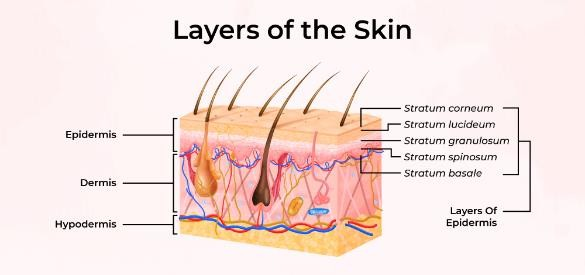 Layers of the Skin
Epidermis
Dermis
Hypodermis
Stratum corneum
Stratum lucideum
Stratum granulosum
Stratum spinosum
Stratum basale
Layers Of
Epidermis